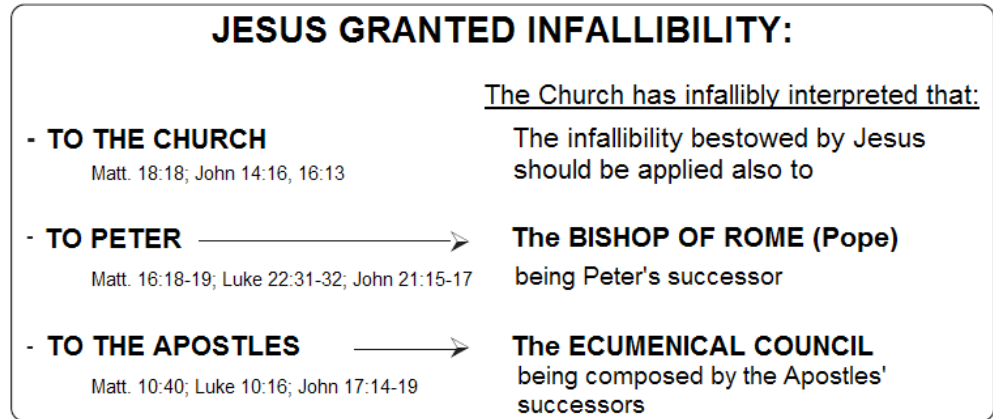 JESUS GRANTED INFALLIBILITY:
The Church has infallibly interpreted that:
- TO THE CHURCH
Matt. 18:18; John 14:16, 16:13
The infallibility bestowed by Jesus
should be applied also to
- TO PETER
Matt. 16:18-19; Luke 22:31-32; John 21:15-17
The BISHOP OF ROME (Pope)
being Peter's successor
- TO THE APOSTLES
Matt. 10:40; Luke 10:16; John 17:14-19
The ECUMENICAL COUNCIL
being composed by the Apostles'
successors